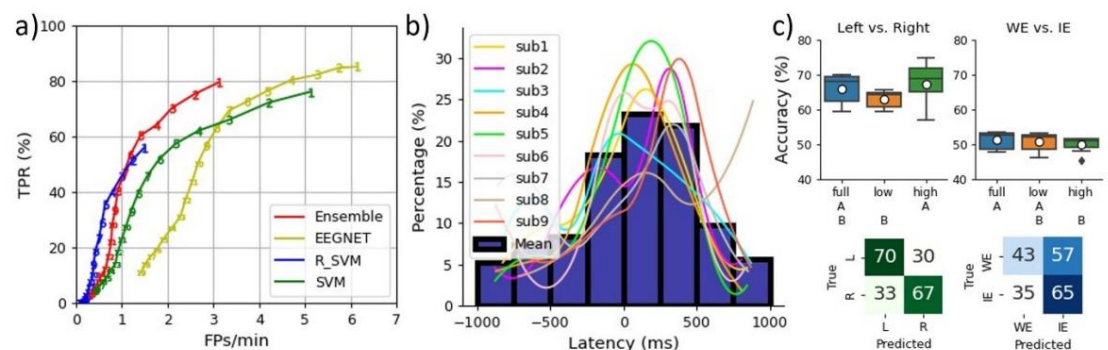 a)
100
80
60
40
20
0
TPR (%)
0 1 2 3 4 5 6 7
FPs/min
Ensemble
EEGNET
R_SVM
SVM
b)
30
25
20
15
10
5
0
Percentage (%)
sub1
sub2
sub3
sub4
sub5
sub6
sub7
sub8
sub9
Mean
−1000 −500 0 500 1000
Latency (ms)
c)
Left vs. Right
80
70
60
50
40
Accuracy (%)
full low high
A A
B B
WE vs. IE
80
70
60
50
40
full low high
A A
B B
True
L 70 30
R 33 67
L R
Predicted
True
WE 43 57
IE 35 65
WE IE
Predicted